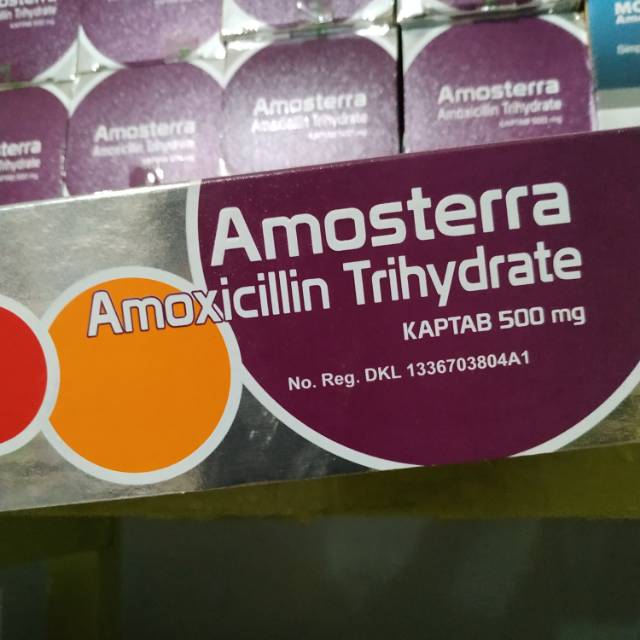 Amosterra
Amoxicillin Trihydrate
Amosterra
Amoxicillin Trihydrate
Amosterra
Amoxicillin Trihydrate
Amosterra
Amoxicillin Trihydrate
KAPTAB 500 mg
No. Reg. DKL 1336703804A1